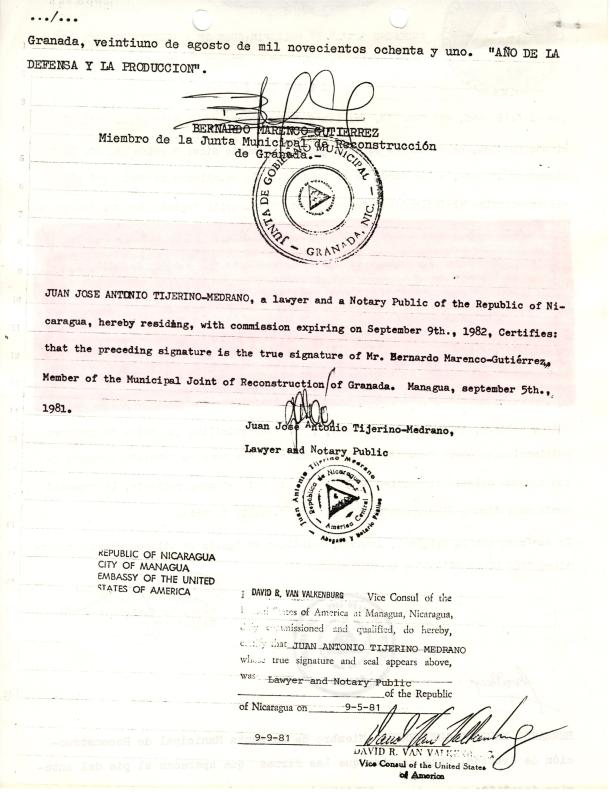 .../...
Granada, veintiuno de agosto de mil novecientos ochenta y uno. "AÑO DE LA
DEFENSA Y LA PRODUCCION".
BERNARDO MARENCO GUTIERREZ
Miembro de la Junta Municipal de Reconstrucción
de Granada.-
JUNTA DE GOBIERNO MUNICIPAL
- GRANADA, NIC. -
JUAN JOSE ANTONIO TIJERINO-MEDRANO, a lawyer and a Notary Public of the Republic of Ni-
caragua, hereby residing, with commission expiring on September 9th., 1982, Certifies:
that the preceding signature is the true signature of Mr. Bernardo Marenco-Gutiérrez,
Member of the Municipal Joint of Reconstruction of Granada. Managua, september 5th.,
1981.
Juan José Antonio Tijerino-Medrano,
Lawyer and Notary Public
Juan Antonio Tijerino Medrano
República de Nicaragua
America Central
Abogado y Notario Público
REPUBLIC OF NICARAGUA
CITY OF MANAGUA
EMBASSY OF THE UNITED
STATES OF AMERICA
I DAVID R. VAN VALKENBURG Vice Consul of the
States of America at Managua, Nicaragua,
duly commissioned and qualified, do hereby,
certify that JUAN ANTONIO TIJERINO MEDRANO
whose true signature and seal appears above,
was Lawyer and Notary Public
of the Republic
of Nicaragua on 9-5-81
9-9-81 David R. Van Valkenburg
DAVID R. VAN VALKENBURG
Vice Consul of the United States
of America